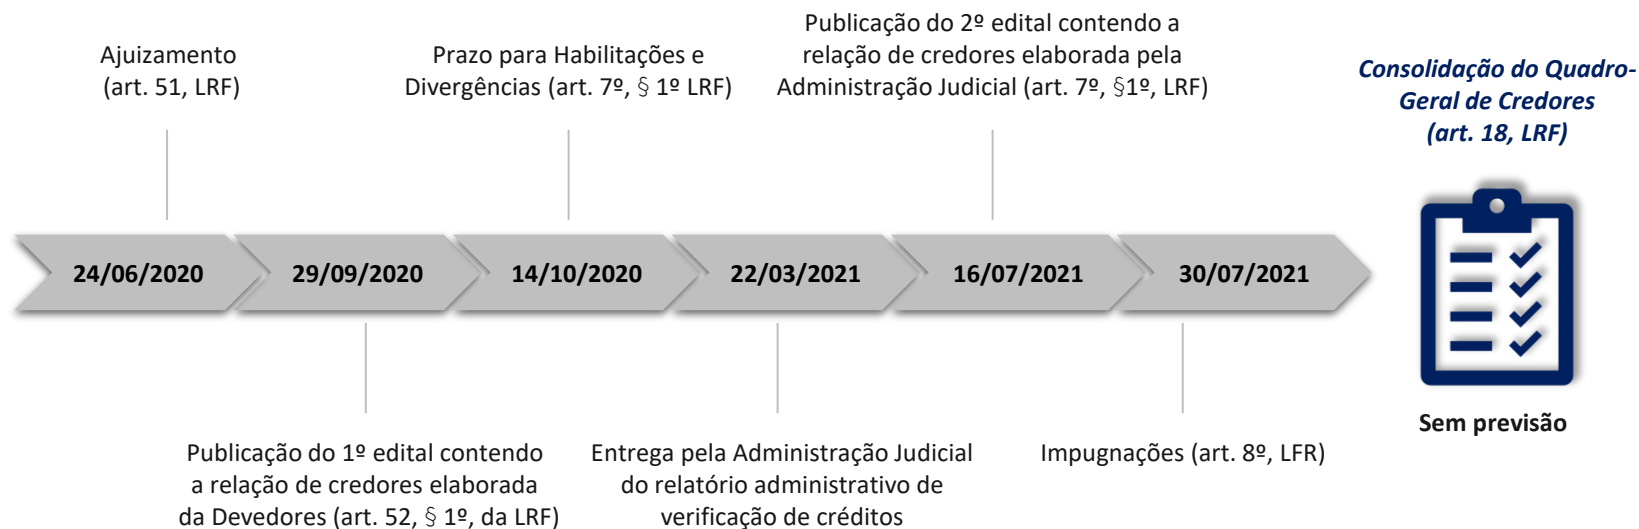 Ajuizamento
(art. 51, LRF)
Prazo para Habilitações e
Divergências (art. 7º, § 1º LRF)
Publicação do 2º edital contendo a
relação de credores elaborada pela
Administração Judicial (art. 7º, §1º, LRF)
Consolidação do Quadro-
Geral de Credores
(art. 18, LRF)
24/06/2020
29/09/2020
14/10/2020
22/03/2021
16/07/2021
30/07/2021
Sem previsão
Publicação do 1º edital contendo
a relação de credores elaborada
da Devedores (art. 52, § 1º, da LRF)
Entrega pela Administração Judicial
do relatório administrativo de
verificação de créditos
Impugnações (art. 8º, LFR)